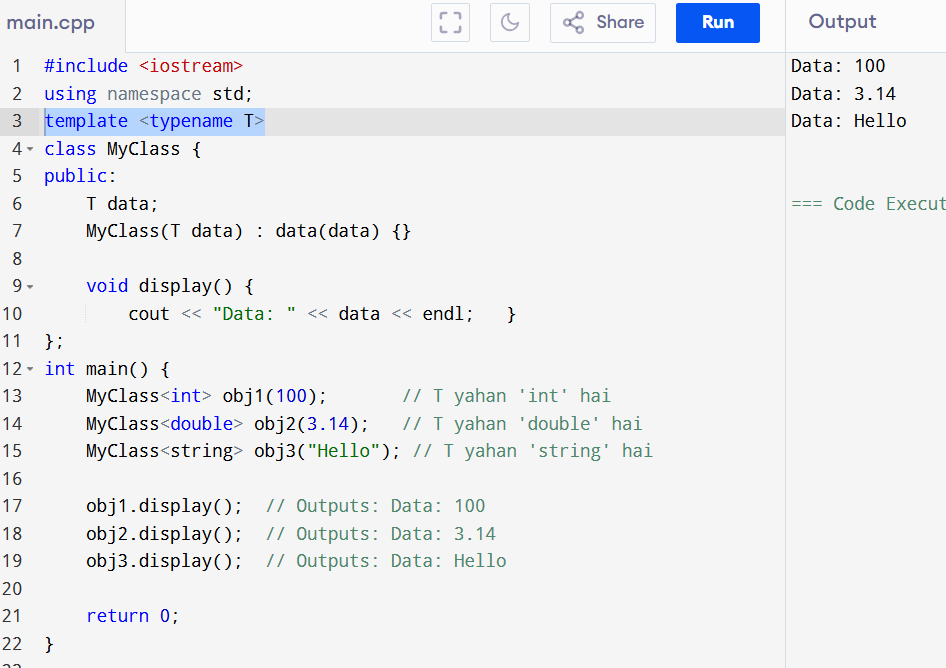 main.cpp
Share
Run
Output
1 #include <iostream>
2 using namespace std;
3 template <typename T>
4 class MyClass {
5 public:
6     T data;
7     MyClass(T data) : data(data) {}
8
9     void display() {
10         cout << "Data: " << data << endl;   }
11 };
12 int main() {
13     MyClass<int> obj1(100);       // T yahan 'int' hai
14     MyClass<double> obj2(3.14);   // T yahan 'double' hai
15     MyClass<string> obj3("Hello"); // T yahan 'string' hai
16
17     obj1.display();  // Outputs: Data: 100
18     obj2.display();  // Outputs: Data: 3.14
19     obj3.display();  // Outputs: Data: Hello
20
21     return 0;
22 }
Data: 100
Data: 3.14
Data: Hello
=== Code Execut